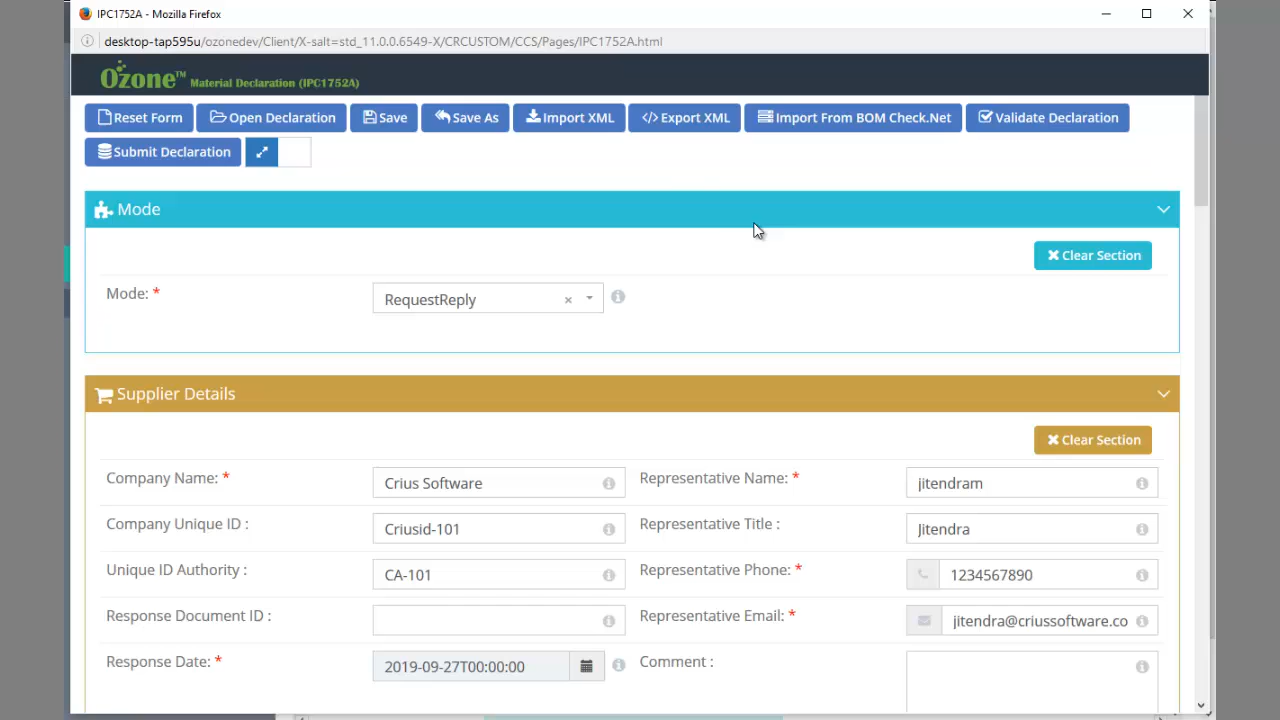 IPC1752A - Mozilla Firefox
desktop-tap595u/ozonedev/Client/X-salt=std_11.0.0.6549-X/CRCUSTOM/CCS/Pages/IPC1752A.html
Ozone™ Material Declaration (IPC1752A)
Reset Form Open Declaration Save Save As Import XML </> Export XML Import From BOM Check.Net Validate Declaration
Submit Declaration
Mode
Clear Section
Mode: * RequestReply ×
Supplier Details
Clear Section
Company Name: * Crius Software Representative Name: * jitendram
Company Unique ID : Criusid-101 Representative Title : Jitendra
Unique ID Authority : CA-101 Representative Phone: * 1234567890
Response Document ID : Representative Email: * jitendra@criussoftware.co
Response Date: * 2019-09-27T00:00:00 Comment :